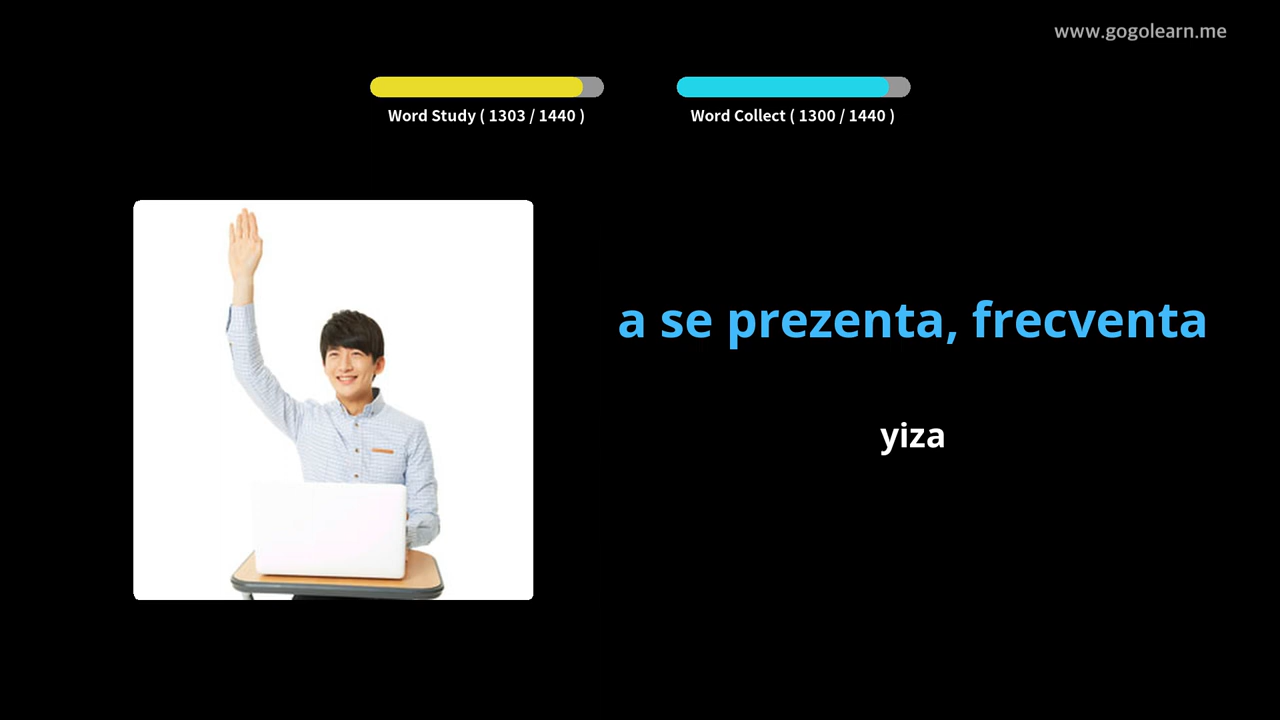 www.gogolearn.me
Word Study ( 1303 / 1440 )
Word Collect ( 1300 / 1440 )
a se prezenta, frecventa
yiza